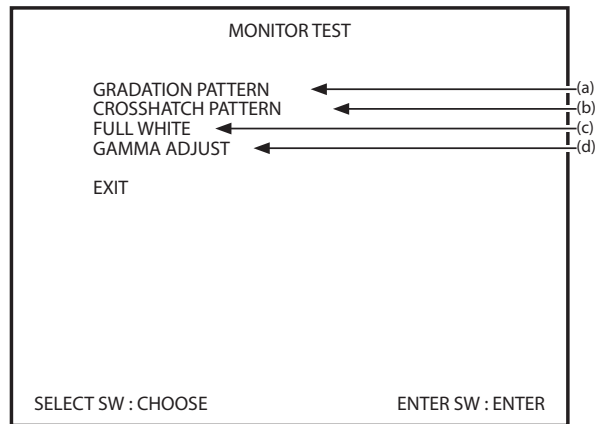 MONITOR TEST
GRADATION PATTERN (a)
CROSSHATCH PATTERN (b)
FULL WHITE (c)
GAMMA ADJUST (d)
EXIT
SELECT SW : CHOOSE ENTER SW : ENTER